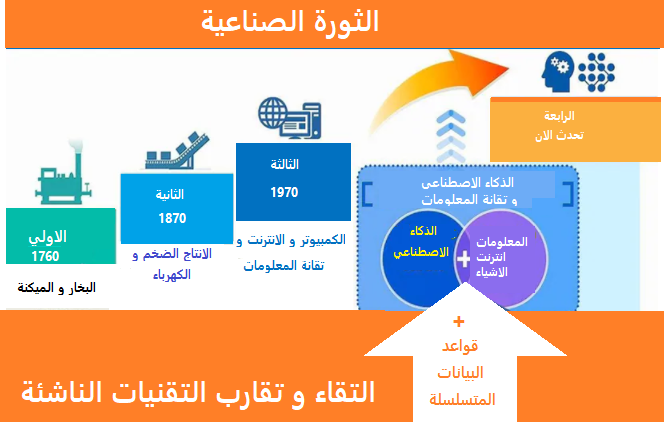 الثورة الصناعية
الاولي
1760
البخار و الميكنة
الثانية
1870
الانتاج الضخم و
الكهرباء
الثالثة
1970
الكمبيوتر و الانترنت و
تقانة المعلومات
الرابعة
تحدث الان
الذكاء الاصطناعى
و تقانة المعلومات
الذكاء
الاصطناعي
+
المعلومات
انترنت
الاشياء
+
قواعد
البيانات
المتسلسلة
التقاء و تقارب التقنيات الناشئة